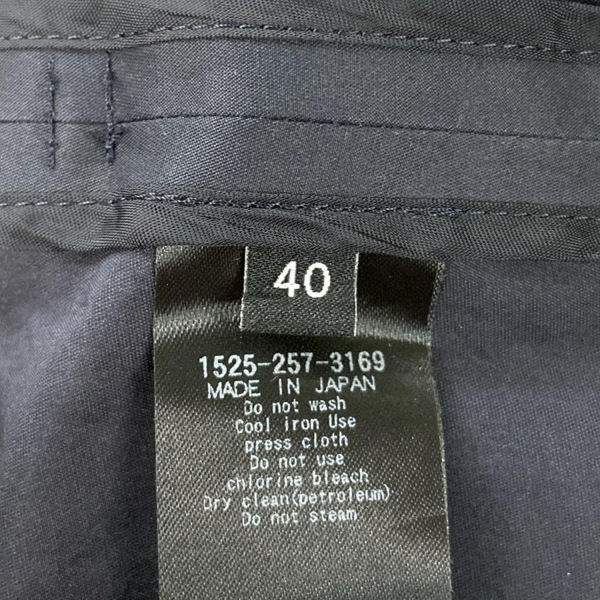 40
1525-257-3169
MADE IN JAPAN
Do not wash
Cool iron Use
press cloth
Do not use
chlorine bleach
Dry clean(petroleum)
Do not steam